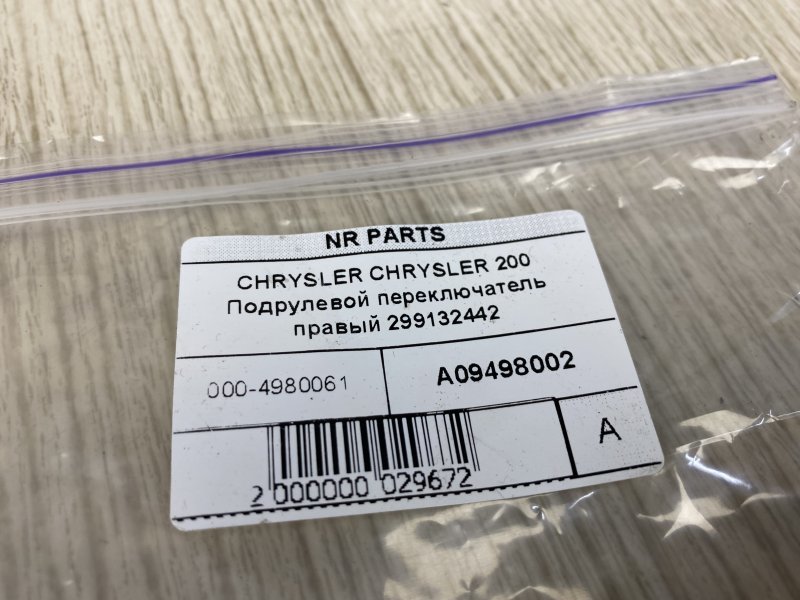 NR PARTS
CHRYSLER CHRYSLER 200
Подрулевой переключатель
правый 299132442
000-4980061
A09498002
A
2 000000 029672